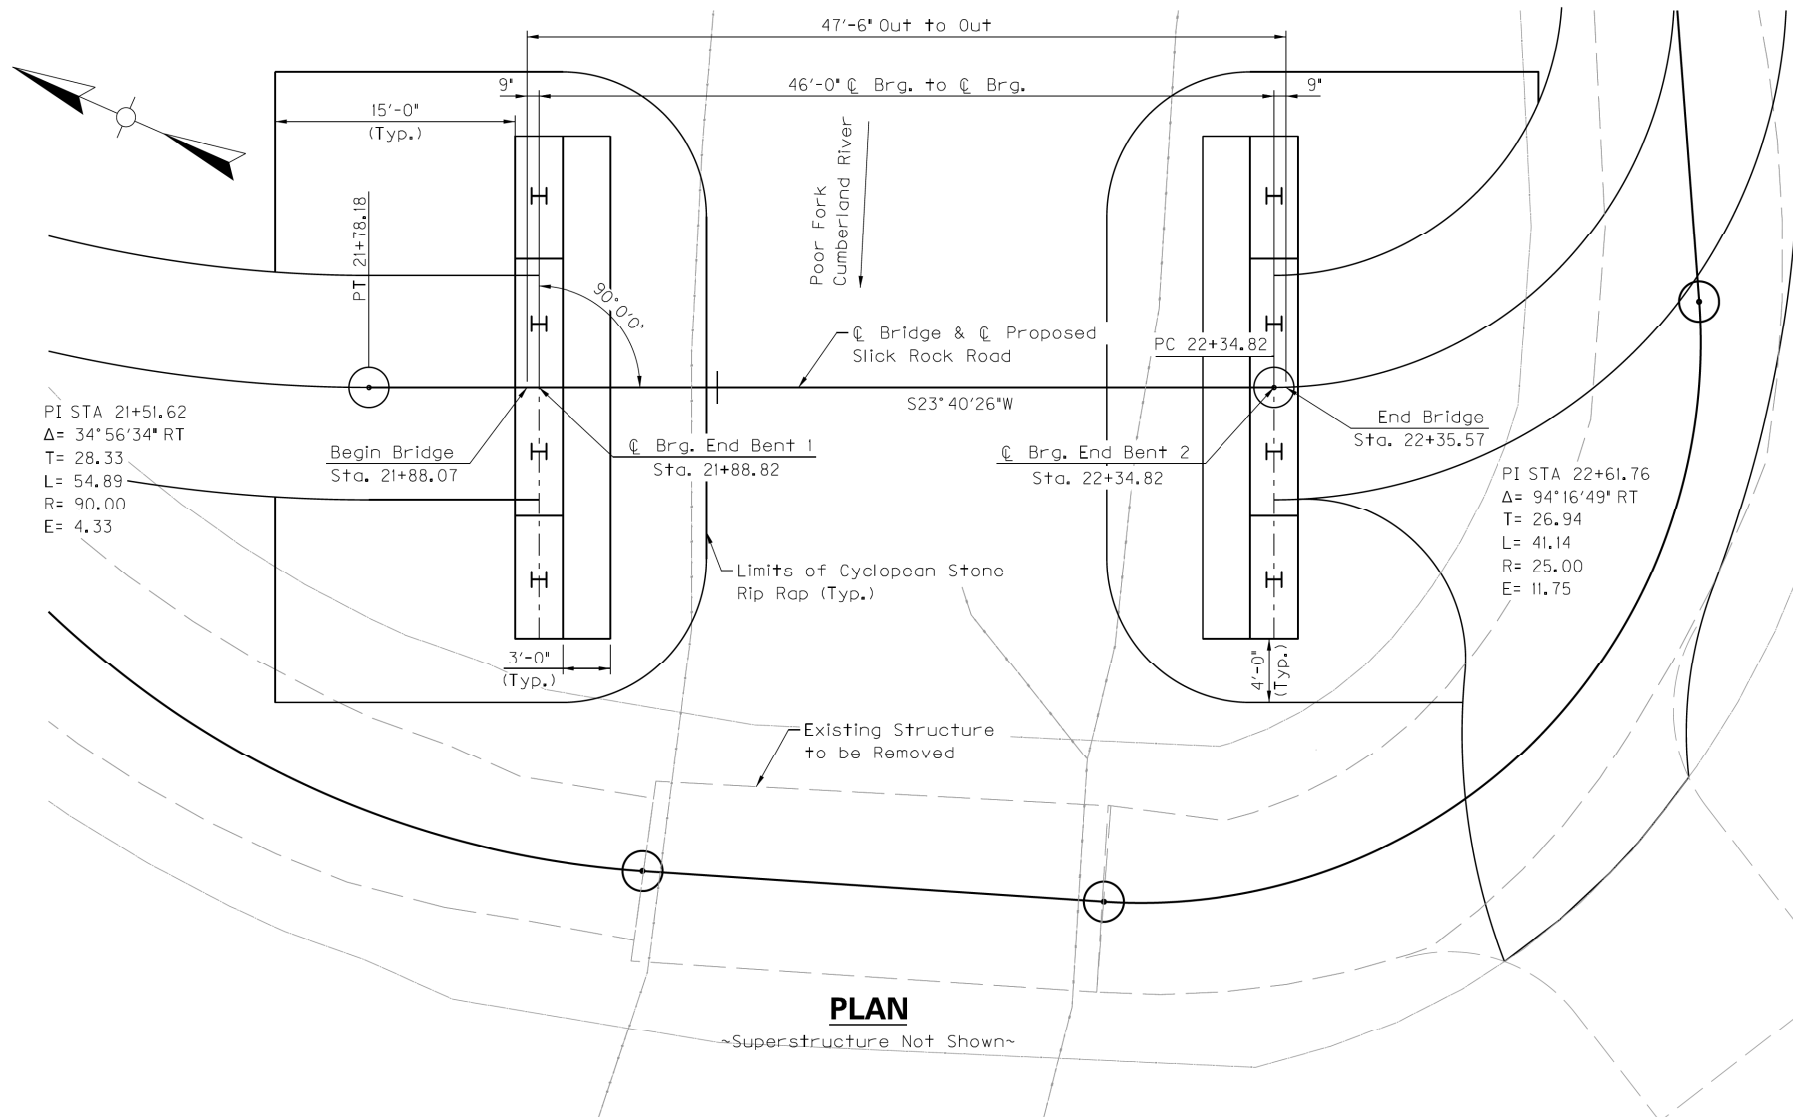 47'-6" Out to Out
9"
46'-0" ℄ Brg. to ℄ Brg.
9"
15'-0"
(Typ.)
Poor Fork
Cumberland River
PT 21+78.18
90°0'0'
℄ Bridge & ℄ Proposed
Slick Rock Road
PC 22+34.82
S23°40'26"W
PI STA 21+51.62
Δ= 34°56'34" RT
T= 28.33
L= 54.89
R= 90.00
E= 4.33
Begin Bridge
Sta. 21+88.07
℄ Brg. End Bent 1
Sta. 21+88.82
℄ Brg. End Bent 2
Sta. 22+34.82
End Bridge
Sta. 22+35.57
PI STA 22+61.76
Δ= 94°16'49" RT
T= 26.94
L= 41.14
R= 25.00
E= 11.75
Limits of Cyclopean Stone
Rip Rap (Typ.)
3'-0"
(Typ.)
4'-0"
(Typ.)
Existing Structure
to be Removed
PLAN
~Superstructure Not Shown~